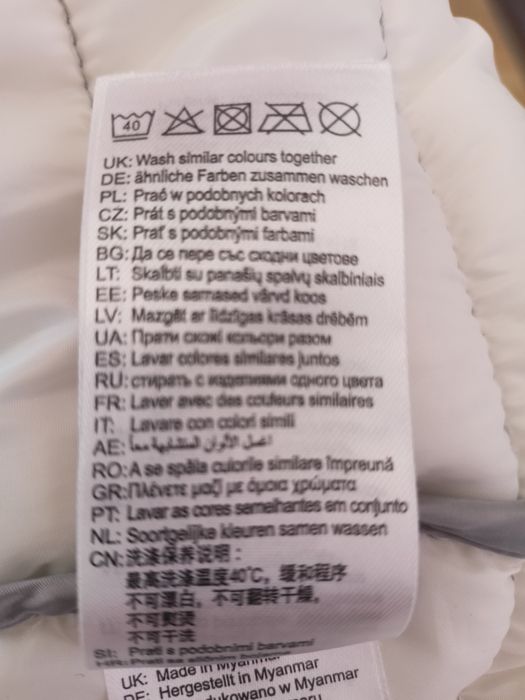 40
UK: Wash similar colours together
DE: ähnliche Farben zusammen waschen
PL: Prać w podobnych kolorach
CZ: Prát s podobnými barvami
SK: Prať s podobnými farbami
BG: Да се пере със сходни цветове
LT: Skalbti su panašių spalvų skalbiniais
EE: Peske sarnased värvid koos
LV: Mazgāt ar līdzīgas krāsas drēbēm
UA: Прати схожі кольори разом
ES: Lavar colores similares juntos
RU: стирать с изделиями одного цвета
FR: Laver avec des couleurs similaires
IT: Lavare con colori simili
AE: اغسل الألوان المتشابهة معاً
RO: A se spăla culorile similare împreună
GR: Πλένετε μαζί με όμοια χρώματα
PT: Lavar as cores semelhantes em conjunto
NL: Soortgelijke kleuren samen wassen
CN: 洗涤保养说明：
最高洗涤温度40℃，缓和程序
不可漂白，不可翻转干燥，
不可熨烫
不可干洗
SI: Prati s podobnimi barvami
HR: Prati sa
UK: Made in Myanmar
DE: Hergestellt in Myanmar
w Myanmar